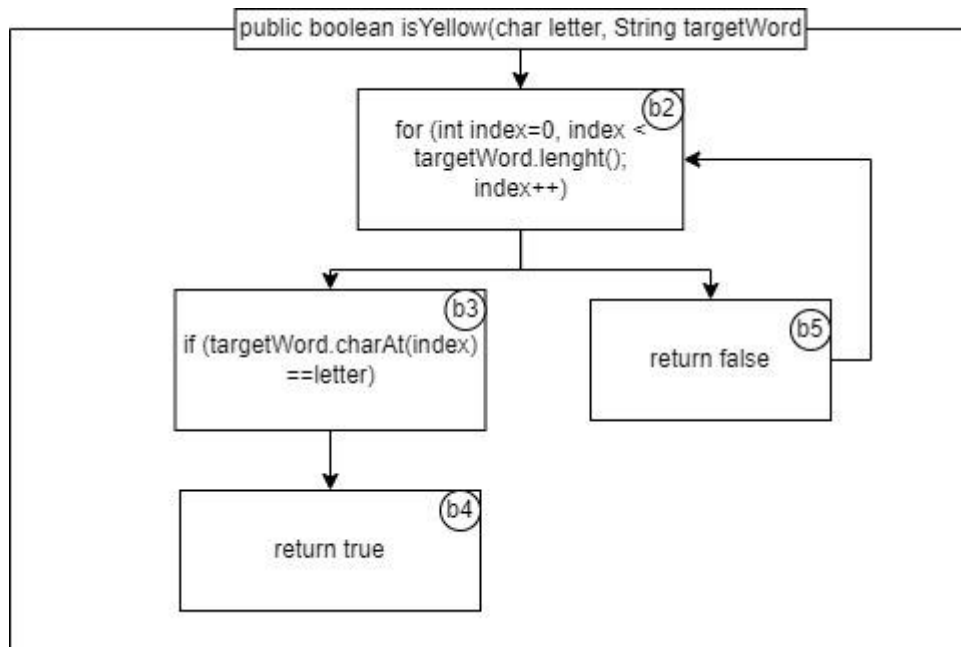 public boolean isYellow(char letter, String targetWord
b2
for (int index=0, index <
targetWord.lenght();
index++)
b3
if (targetWord.charAt(index)
==letter)
b5
return false
b4
return true